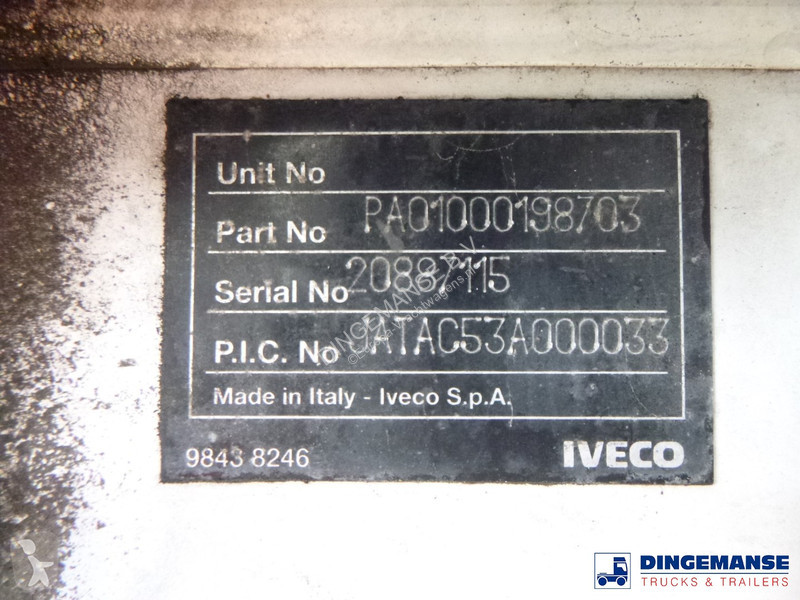 Unit No
Part No PA01000198703
Serial No 20887115
P.I.C. No
Made in Italy - Iveco S.p.A.
9843 8246 IVECO
DINGEMANSE B.V.
DINGEMANSE
TRUCKS & TRAILERS